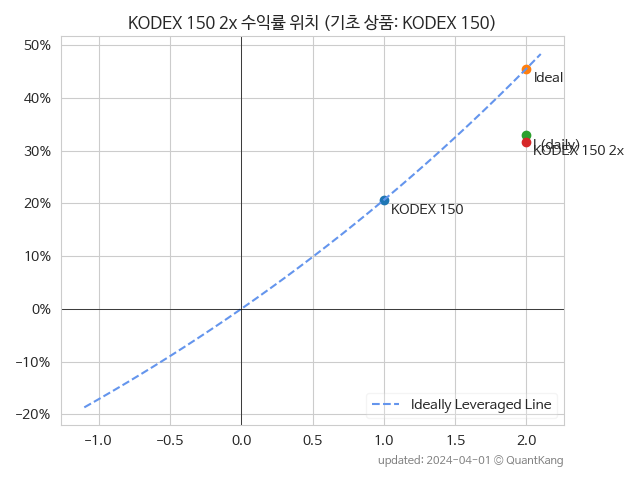 KODEX 150 2x 수익률 위치 (기초 상품: KODEX 150)
50%
40%
30%
20%
10%
0%
−10%
−20%
Ideal
(daily)
KODEX 150 2x
KODEX 150
Ideally Leveraged Line
−1.0 −0.5 0.0 0.5 1.0 1.5 2.0
updated: 2024-04-01 © QuantKang